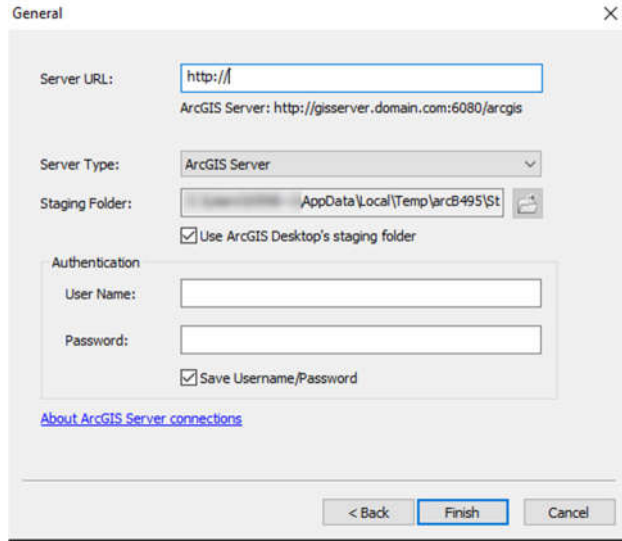 General
Server URL: http://
ArcGIS Server: http://gisserver.domain.com:6080/arcgis
Server Type: ArcGIS Server
Staging Folder: \AppData\Local\Temp\arcB495\St
Use ArcGIS Desktop's staging folder
Authentication
User Name:
Password:
Save Username/Password
About ArcGIS Server connections
< Back Finish Cancel